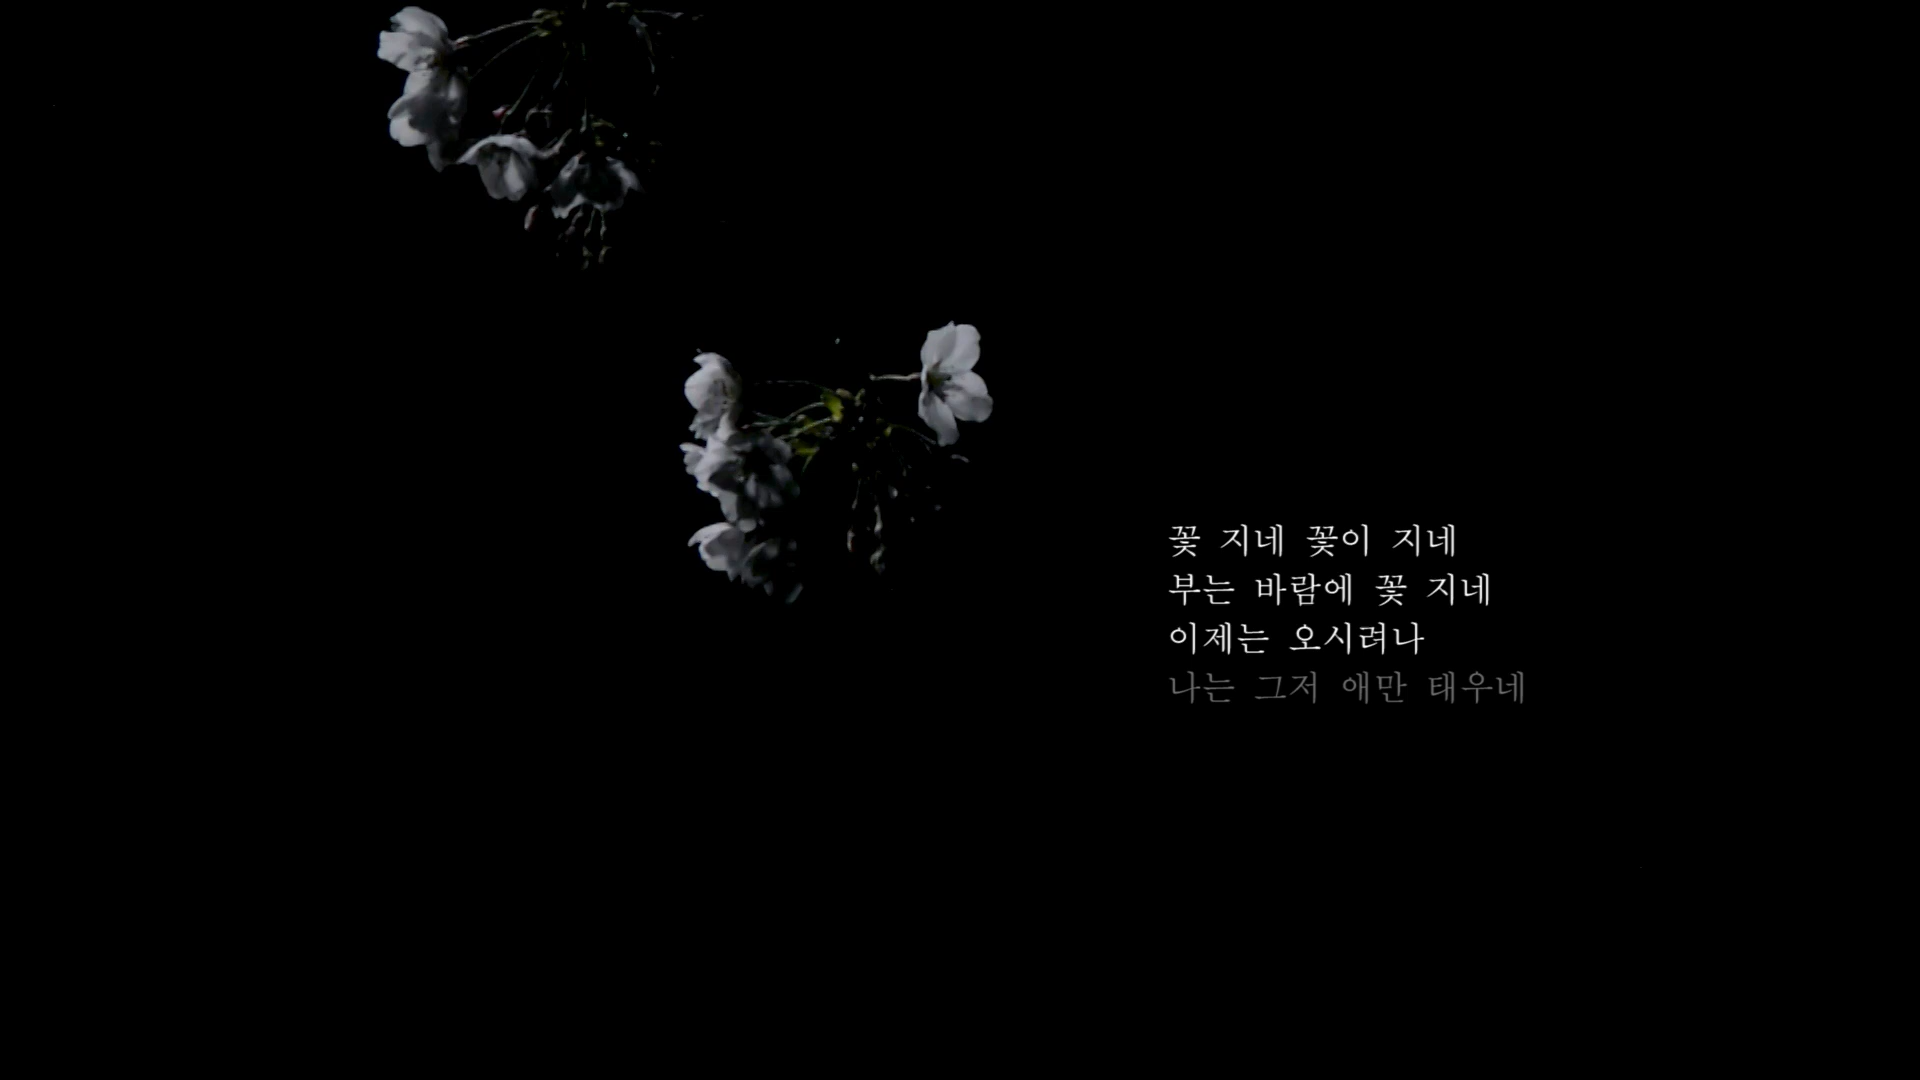 꽃 지네 꽃이 지네
부는 바람에 꽃 지네
이제는 오시려나
나는 그저 애만 태우네